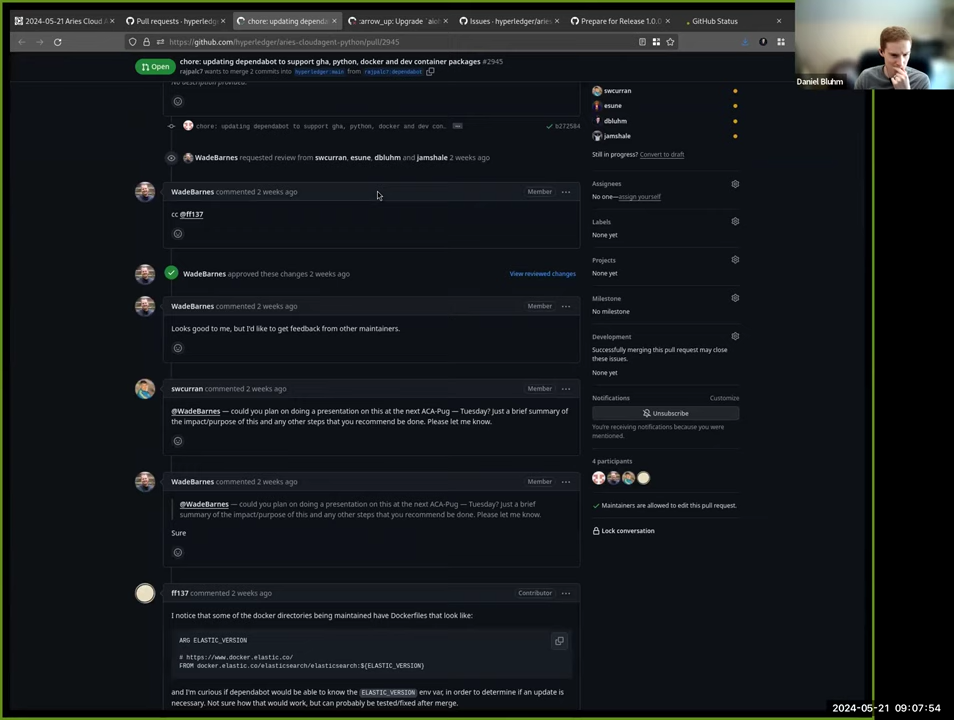 2024-05-21 Aries Cloud A
Pull requests · hyperledge
chore: updating dependa
:arrow_up: Upgrade `aioh
Issues · hyperledger/aries
Prepare for Release 1.0.0
GitHub Status
https://github.com/hyperledger/aries-cloudagent-python/pull/2945
Daniel Bluhm
Open
chore: updating dependabot to support gha, python, docker and dev container packages #2945
rajpalc7 wants to merge 2 commits into hyperledger:main from rajpalc7:dependabot
No description provided.
chore: updating dependabot to support gha, python, docker and dev con.
b272584
WadeBarnes requested review from swcurran, esune, dbluhm and jamshale 2 weeks ago
WadeBarnes commented 2 weeks ago
Member
cc @ff137
WadeBarnes approved these changes 2 weeks ago
View reviewed changes
WadeBarnes commented 2 weeks ago
Member
Looks good to me, but I'd like to get feedback from other maintainers.
swcurran commented 2 weeks ago
Member
@WadeBarnes — could you plan on doing a presentation on this at the next ACA-Pug — Tuesday? Just a brief summary of
the impact/purpose of this and any other steps that you recommend be done. Please let me know.
WadeBarnes commented 2 weeks ago
Member
@WadeBarnes — could you plan on doing a presentation on this at the next ACA-Pug — Tuesday? Just a brief
summary of the impact/purpose of this and any other steps that you recommend be done. Please let me know.
Sure
ff137 commented 2 weeks ago
Contributor
I notice that some of the docker directories being maintained have Dockerfiles that look like:
ARG ELASTIC_VERSION
# https://www.docker.elastic.co/
FROM docker.elastic.co/elasticsearch/elasticsearch:${ELASTIC_VERSION}
and I'm curious if dependabot would be able to know the ELASTIC_VERSION env var, in order to determine if an update is
necessary. Not sure how that would work, but can probably be tested/fixed after merge.
swcurran
esune
dbluhm
jamshale
Still in progress? Convert to draft
Assignees
No one—assign yourself
Labels
None yet
Projects
None yet
Milestone
No milestone
Development
Successfully merging this pull request may close
these issues.
None yet
Notifications
Customize
Unsubscribe
You're receiving notifications because you were
mentioned.
4 participants
Maintainers are allowed to edit this pull request.
Lock conversation
2024-05-21 09:07:54